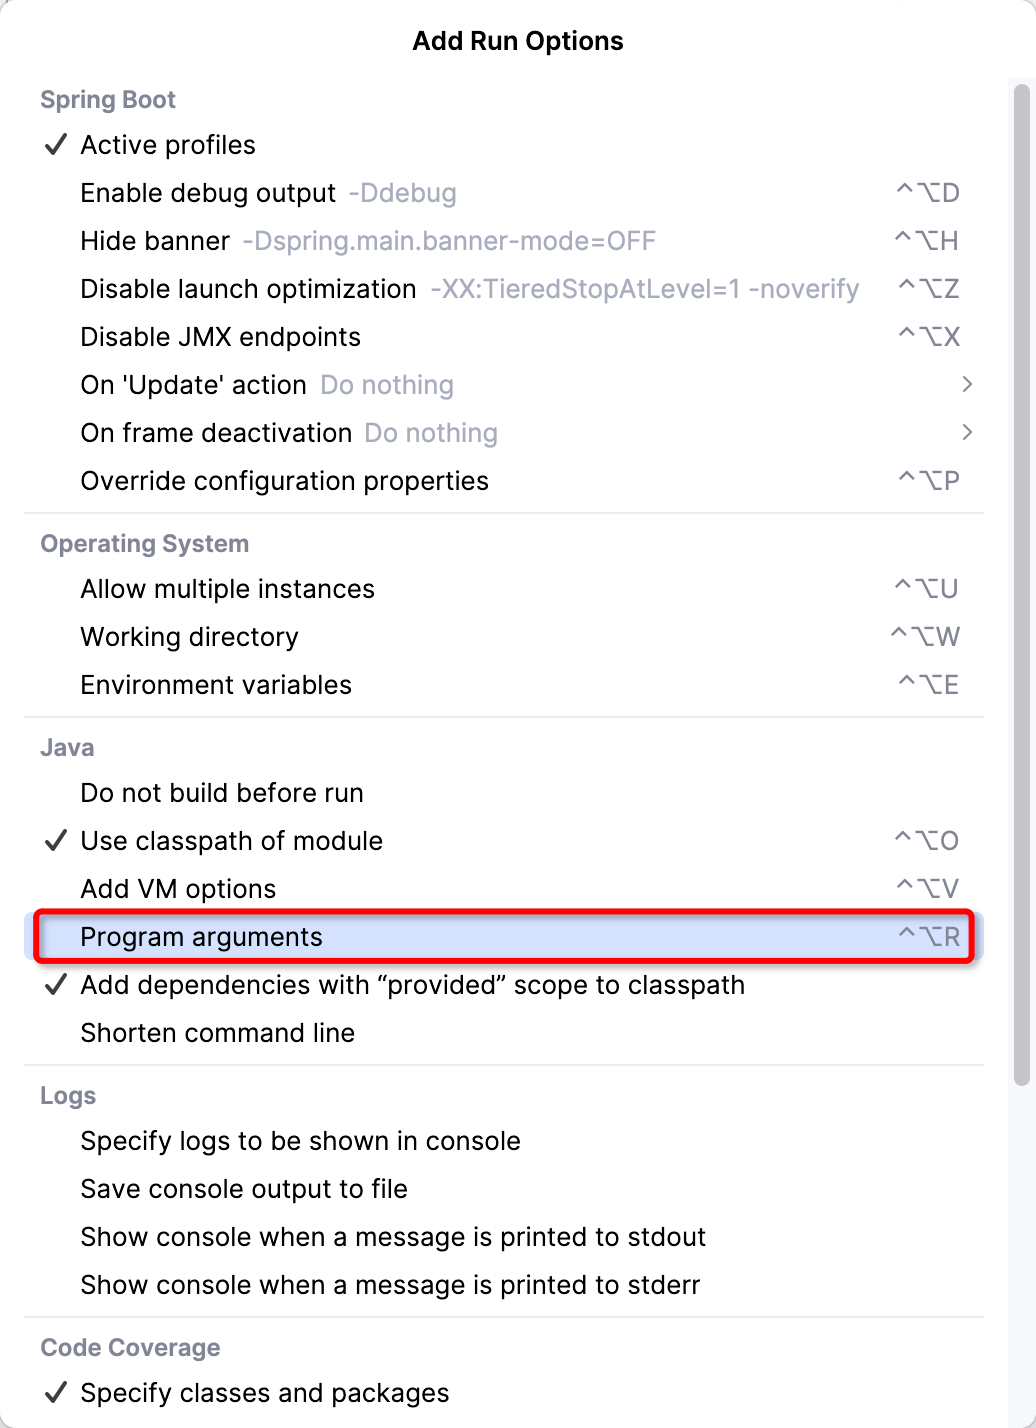 Add Run Options
Spring Boot
✓ Active profiles
Enable debug output -Ddebug ^⌥D
Hide banner -Dspring.main.banner-mode=OFF ^⌥H
Disable launch optimization -XX:TieredStopAtLevel=1 -noverify ^⌥Z
Disable JMX endpoints ^⌥X
On 'Update' action Do nothing >
On frame deactivation Do nothing >
Override configuration properties ^⌥P
Operating System
Allow multiple instances ^⌥U
Working directory ^⌥W
Environment variables ^⌥E
Java
Do not build before run
✓ Use classpath of module ^⌥O
Add VM options ^⌥V
Program arguments ^⌥R
✓ Add dependencies with “provided” scope to classpath
Shorten command line
Logs
Specify logs to be shown in console
Save console output to file
Show console when a message is printed to stdout
Show console when a message is printed to stderr
Code Coverage
✓ Specify classes and packages